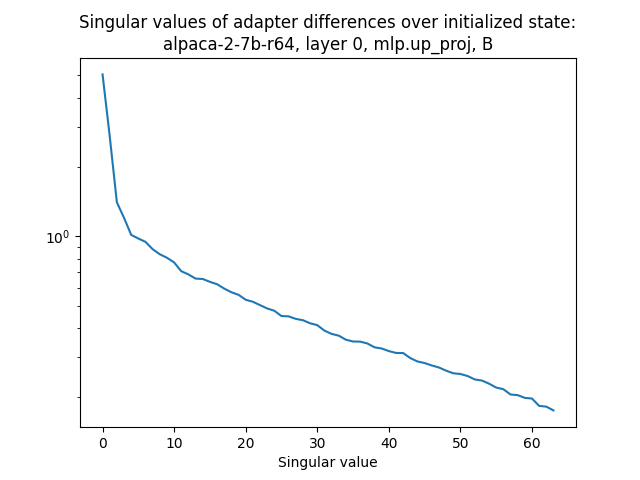 Singular values of adapter differences over initialized state:
alpaca-2-7b-r64, layer 0, mlp.up_proj, B
10⁰
0 10 20 30 40 50 60
Singular value